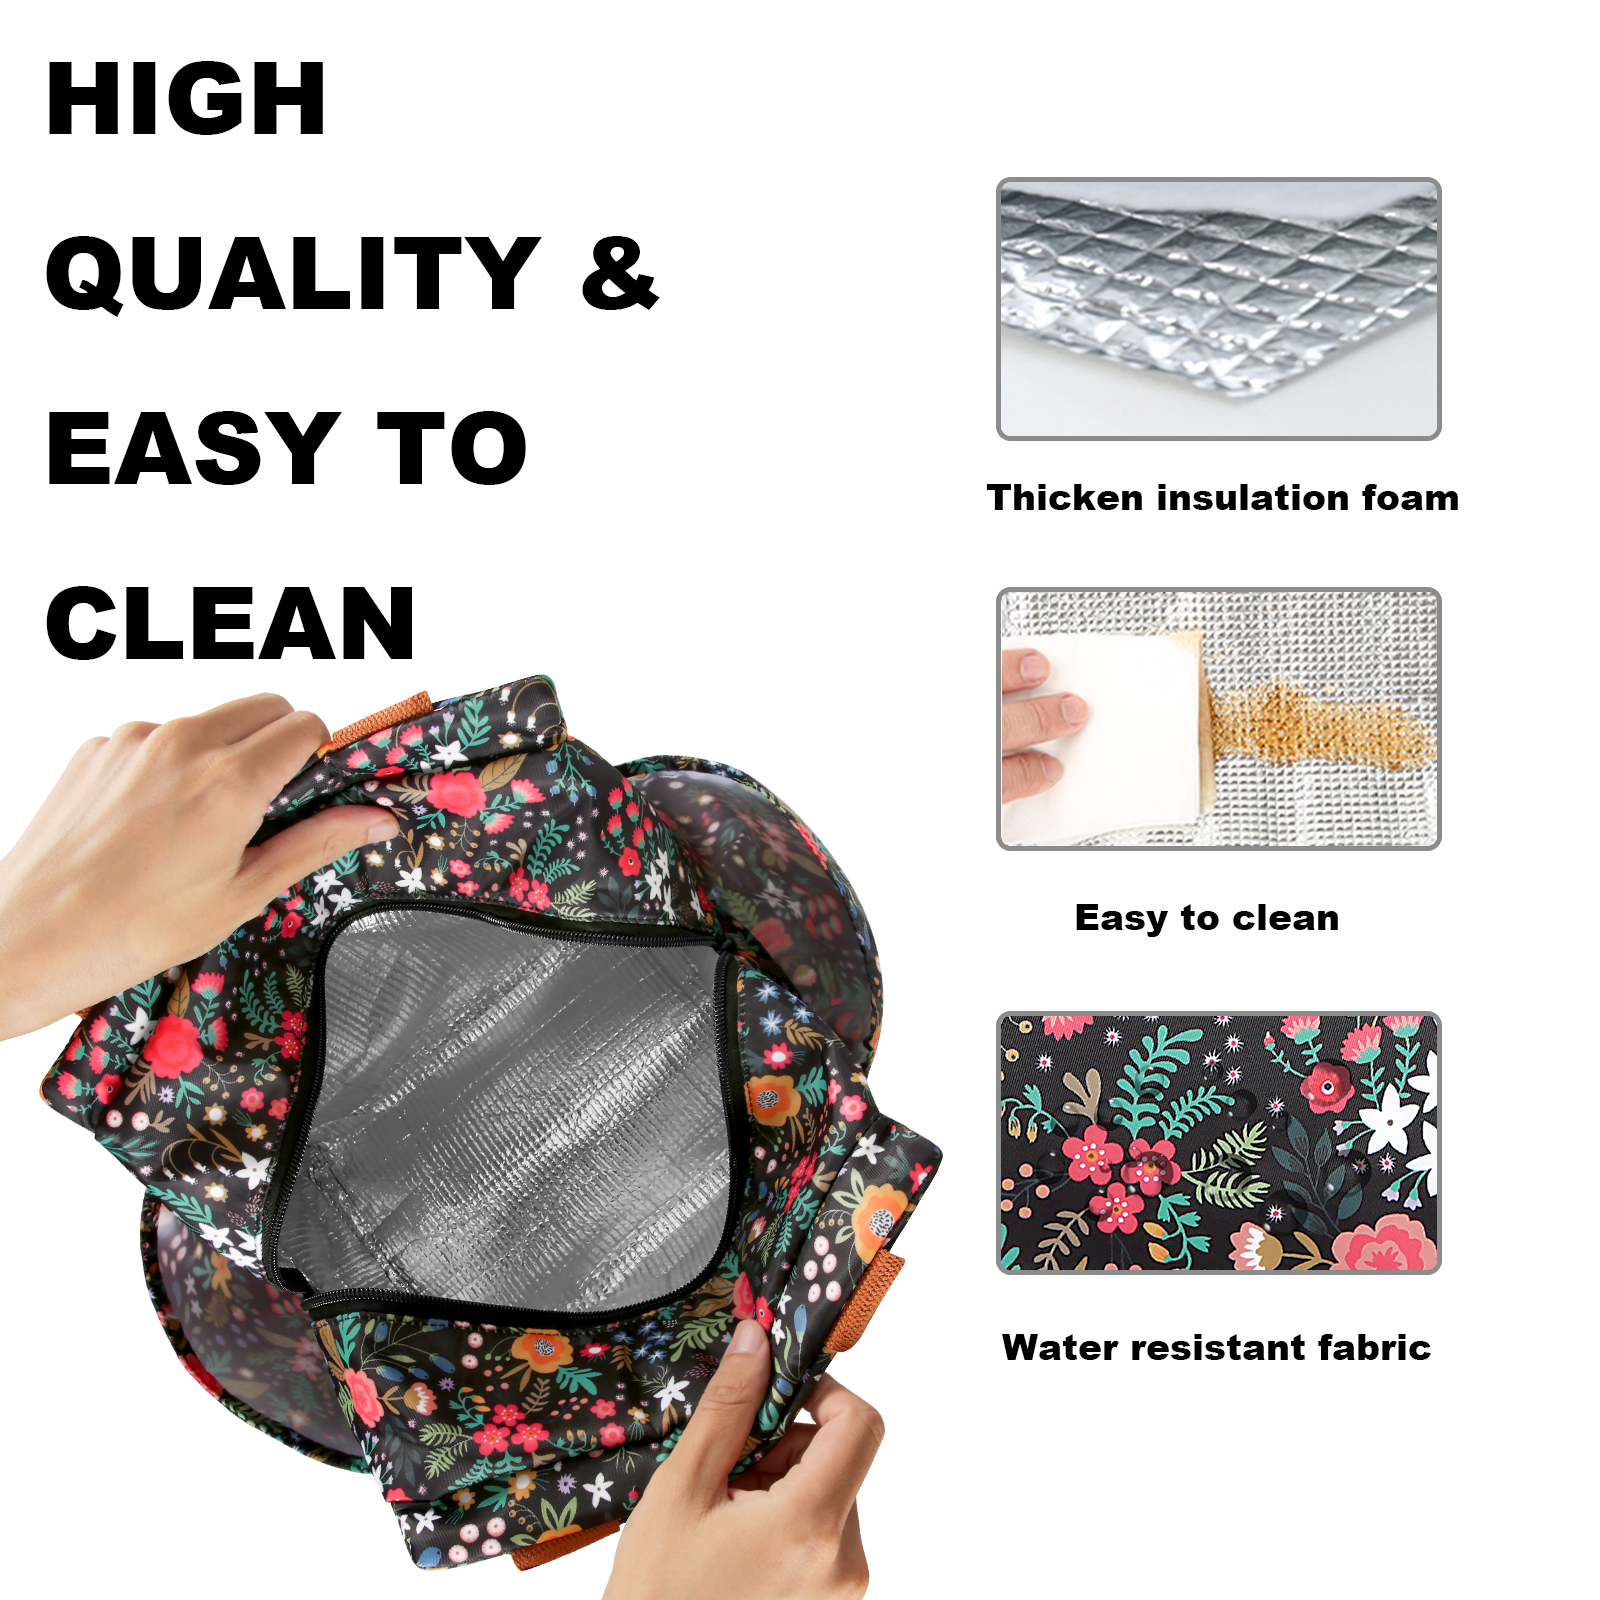 HIGH
QUALITY &
EASY TO
CLEAN
Thicken insulation foam
Easy to clean
Water resistant fabric